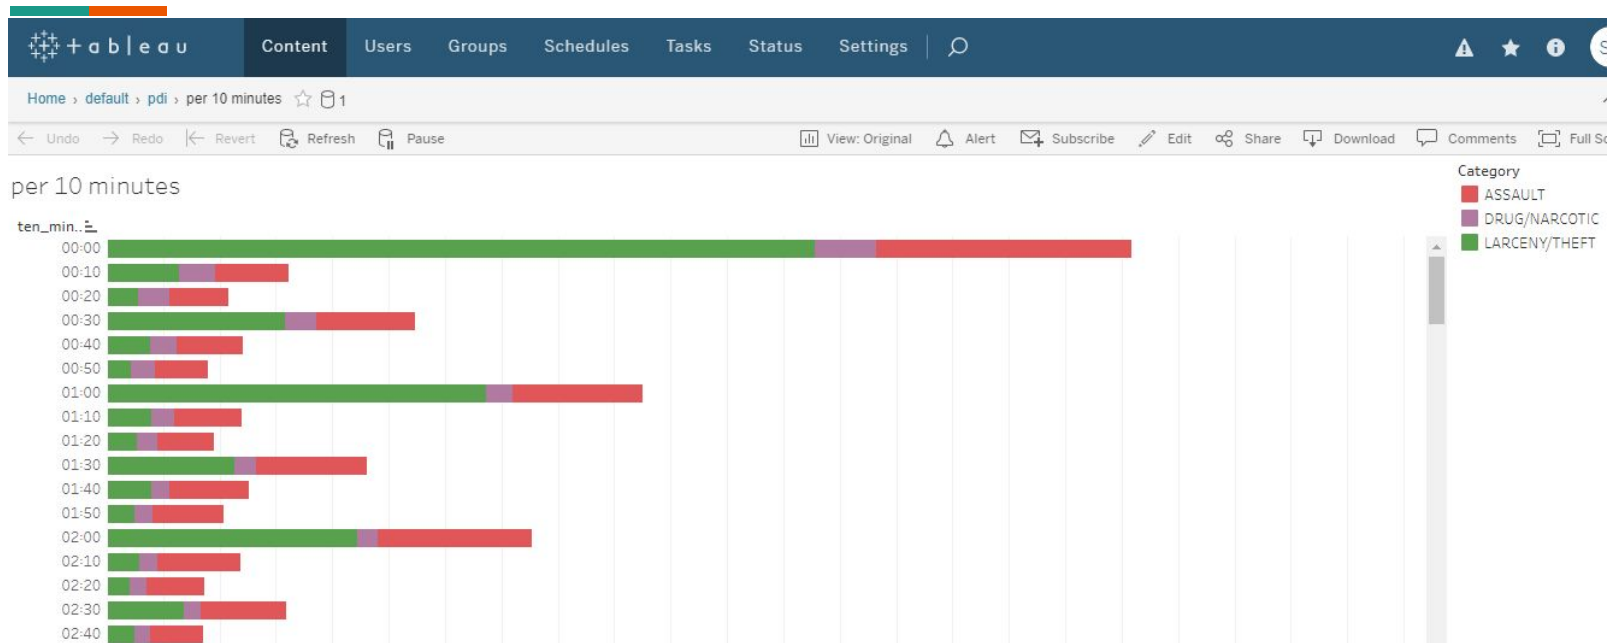 tableau Content Users Groups Schedules Tasks Status Settings
Home › default › pdi › per 10 minutes 1
Undo Redo Revert Refresh Pause View: Original Alert Subscribe Edit Share Download Comments Full Sc
per 10 minutes
Category
ASSAULT
DRUG/NARCOTIC
LARCENY/THEFT
ten_min..
00:00
00:10
00:20
00:30
00:40
00:50
01:00
01:10
01:20
01:30
01:40
01:50
02:00
02:10
02:20
02:30
02:40